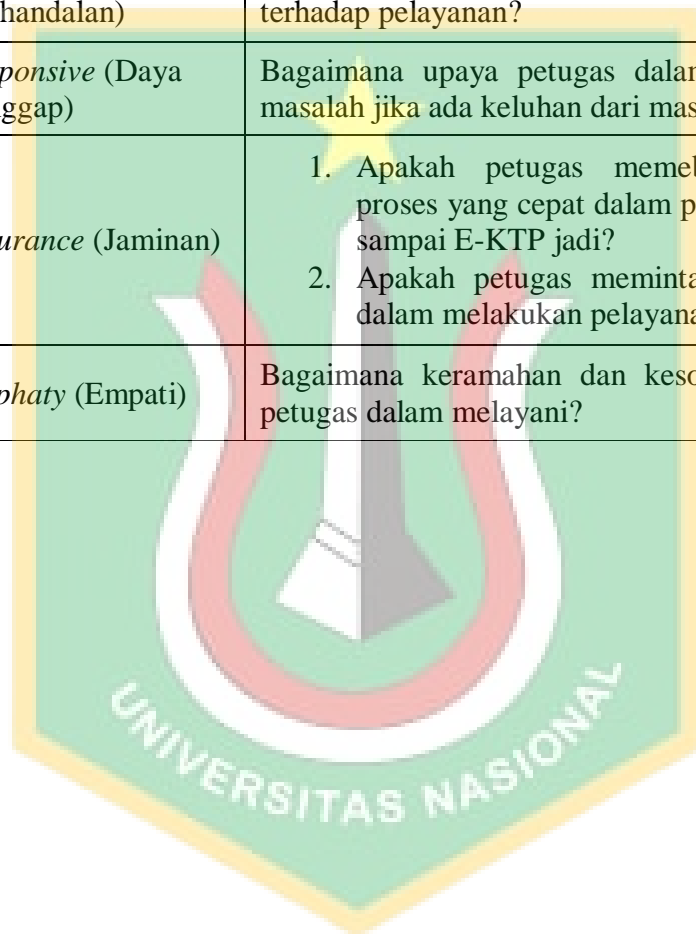 handalan)
terhadap pelayanan?
ponsive (Daya
ggap)
Bagaimana upaya petugas dalam
masalah jika ada keluhan dari mas
urance (Jaminan)
1. Apakah petugas memeb
proses yang cepat dalam p
sampai E-KTP jadi?
2. Apakah petugas meminta
dalam melakukan pelayana
phaty (Empati)
Bagaimana keramahan dan keso
petugas dalam melayani?
UNIVERSITAS NASIONAL